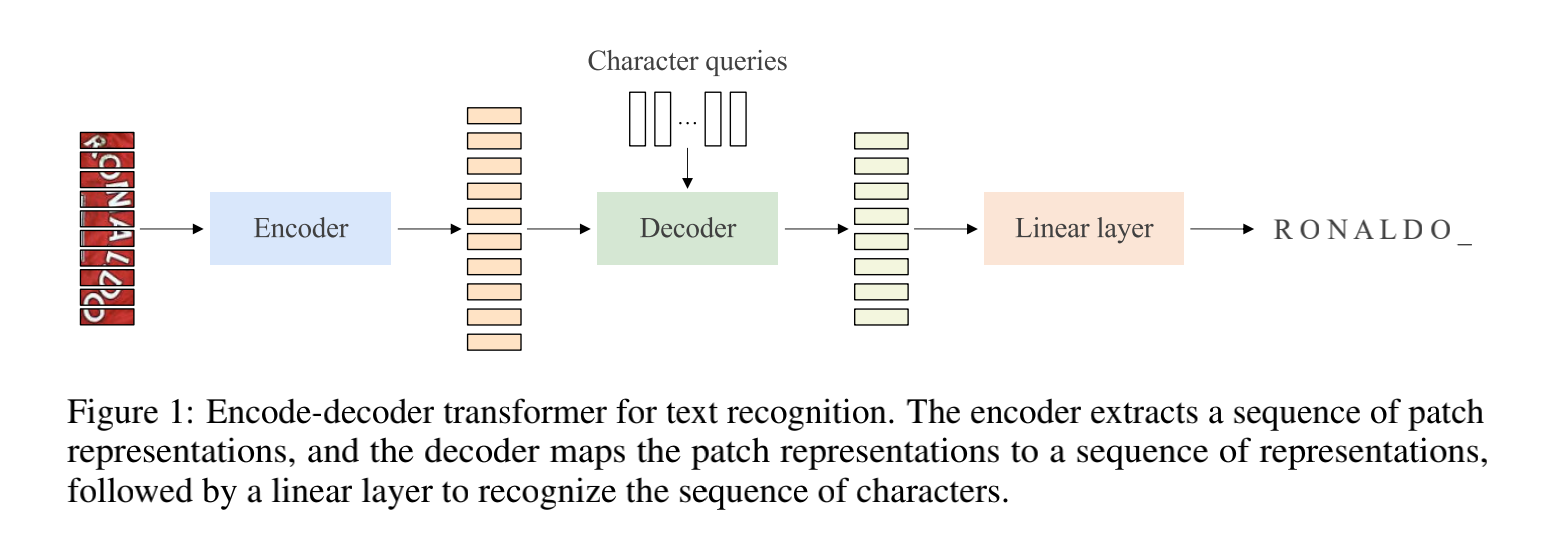 Character queries
...
R.ONALDO
Encoder
Decoder
Linear layer
R O N A L D O _
Figure 1: Encode-decoder transformer for text recognition. The encoder extracts a sequence of patch
representations, and the decoder maps the patch representations to a sequence of representations,
followed by a linear layer to recognize the sequence of characters.